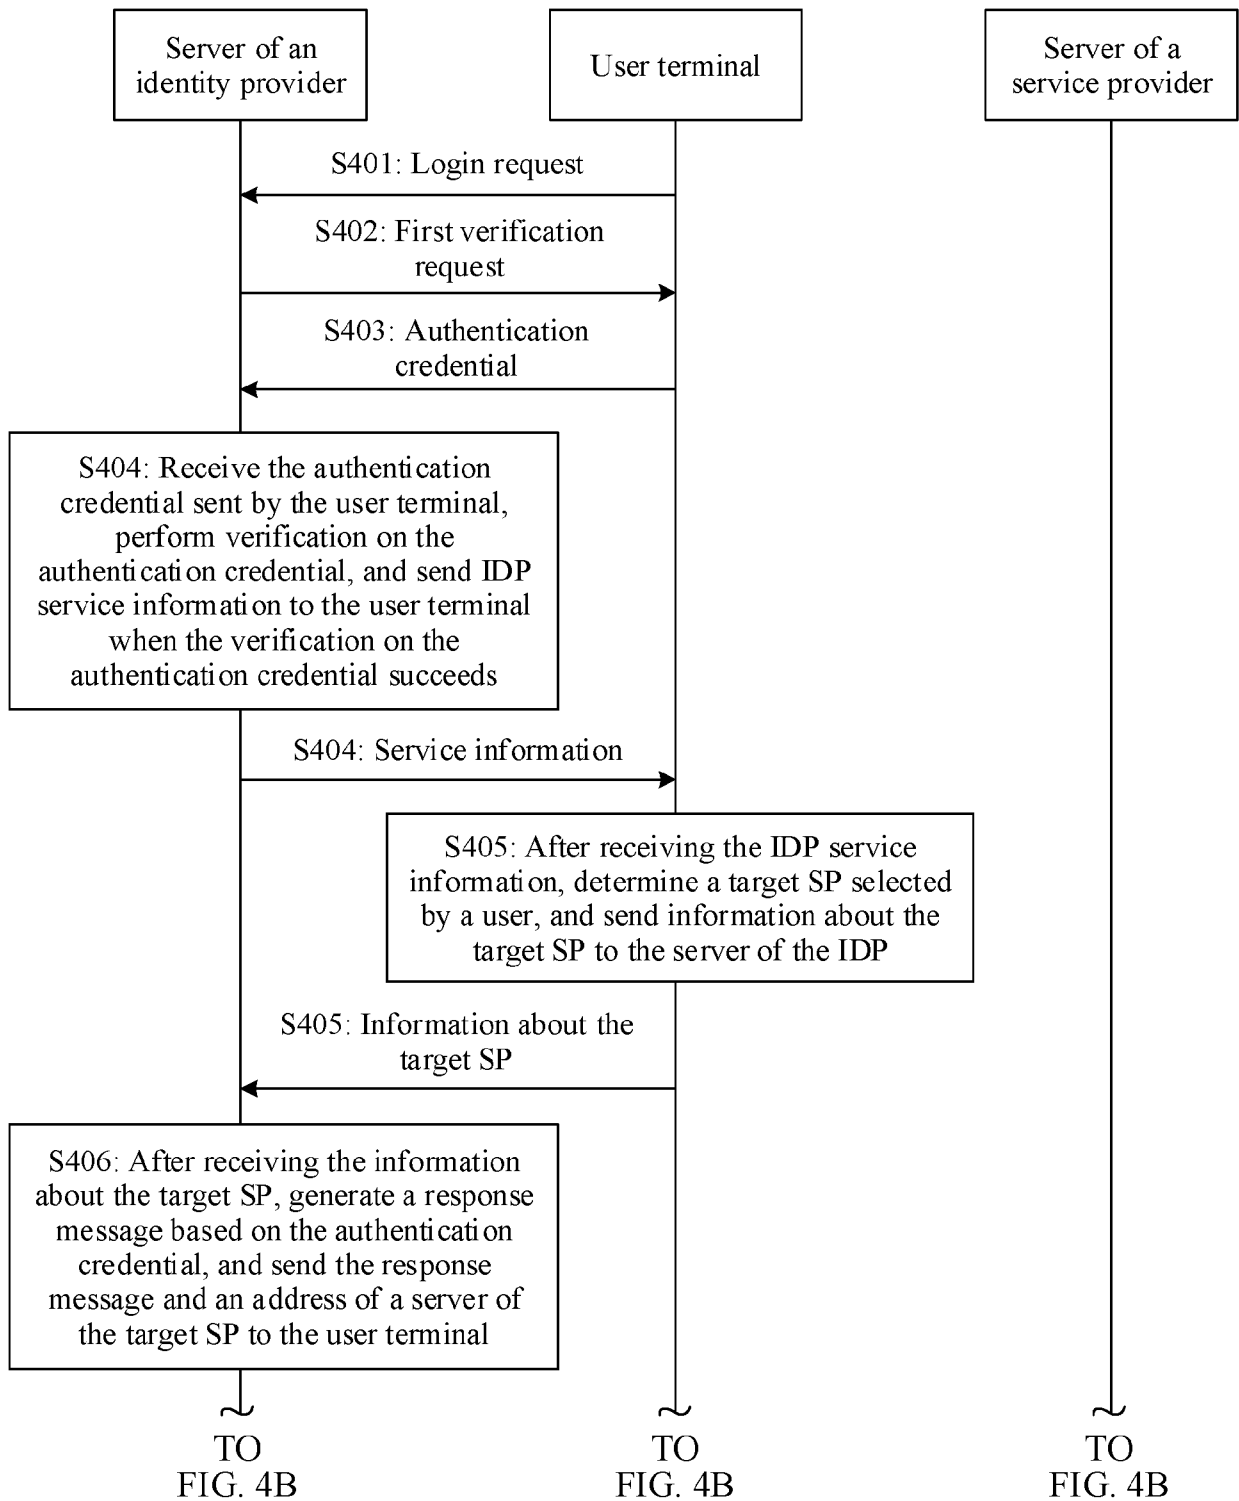 Server of an
identity provider
User terminal
Server of a
service provider
S401: Login request
S402: First verification
request
S403: Authentication
credential
S404: Receive the authentication
credential sent by the user terminal,
perform verification on the
authentication credential, and send IDP
service information to the user terminal
when the verification on the
authentication credential succeeds
S404: Service information
S405: After receiving the IDP service
information, determine a target SP selected
by a user, and send information about the
target SP to the server of the IDP
S405: Information about the
target SP
S406: After receiving the information
about the target SP, generate a response
message based on the authentication
credential, and send the response
message and an address of a server of
the target SP to the user terminal
TO
FIG. 4B
TO
FIG. 4B
TO
FIG. 4B